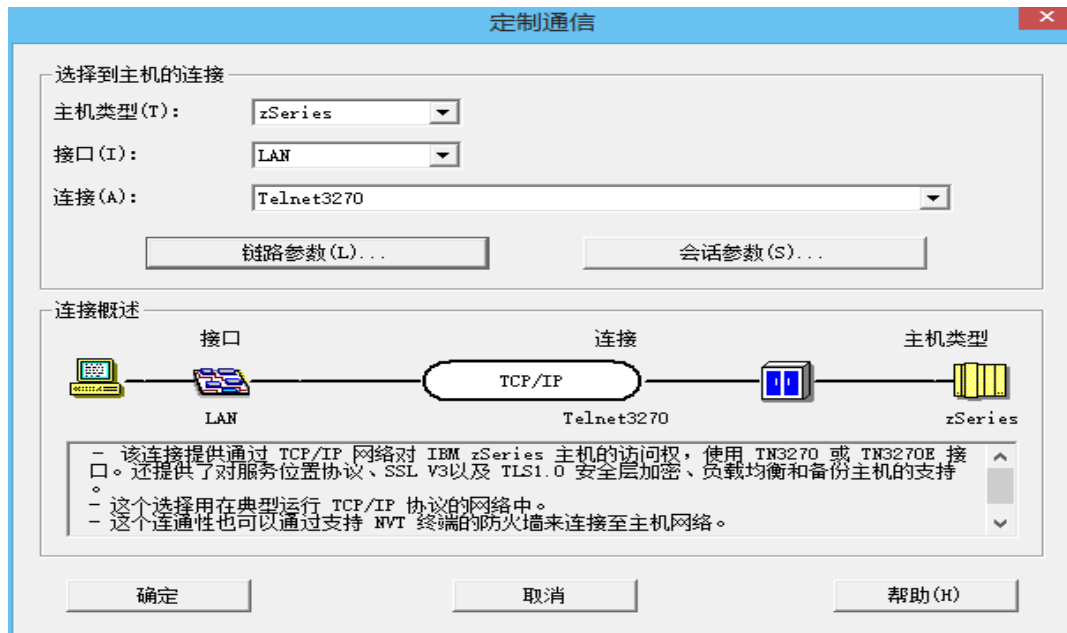 定制通信
选择到主机的连接
主机类型(T):
zSeries
接口(I):
LAN
连接(A):
Telnet3270
链路参数(L)...
会话参数(S)...
连接概述
接口
连接
主机类型
TCP/IP
LAN
Telnet3270
zSeries
- 该连接提供通过 TCP/IP 网络对 IBM zSeries 主机的访问权，使用 TN3270 或 TN3270E 接
口。还提供了对服务位置协议、SSL V3以及 TLS1.0 安全层加密、负载均衡和备份主机的支持
。
- 这个选择用在典型运行 TCP/IP 协议的网络中。
- 这个连通性也可以通过支持 NVT 终端的防火墙来连接至主机网络。
确定
取消
帮助(H)